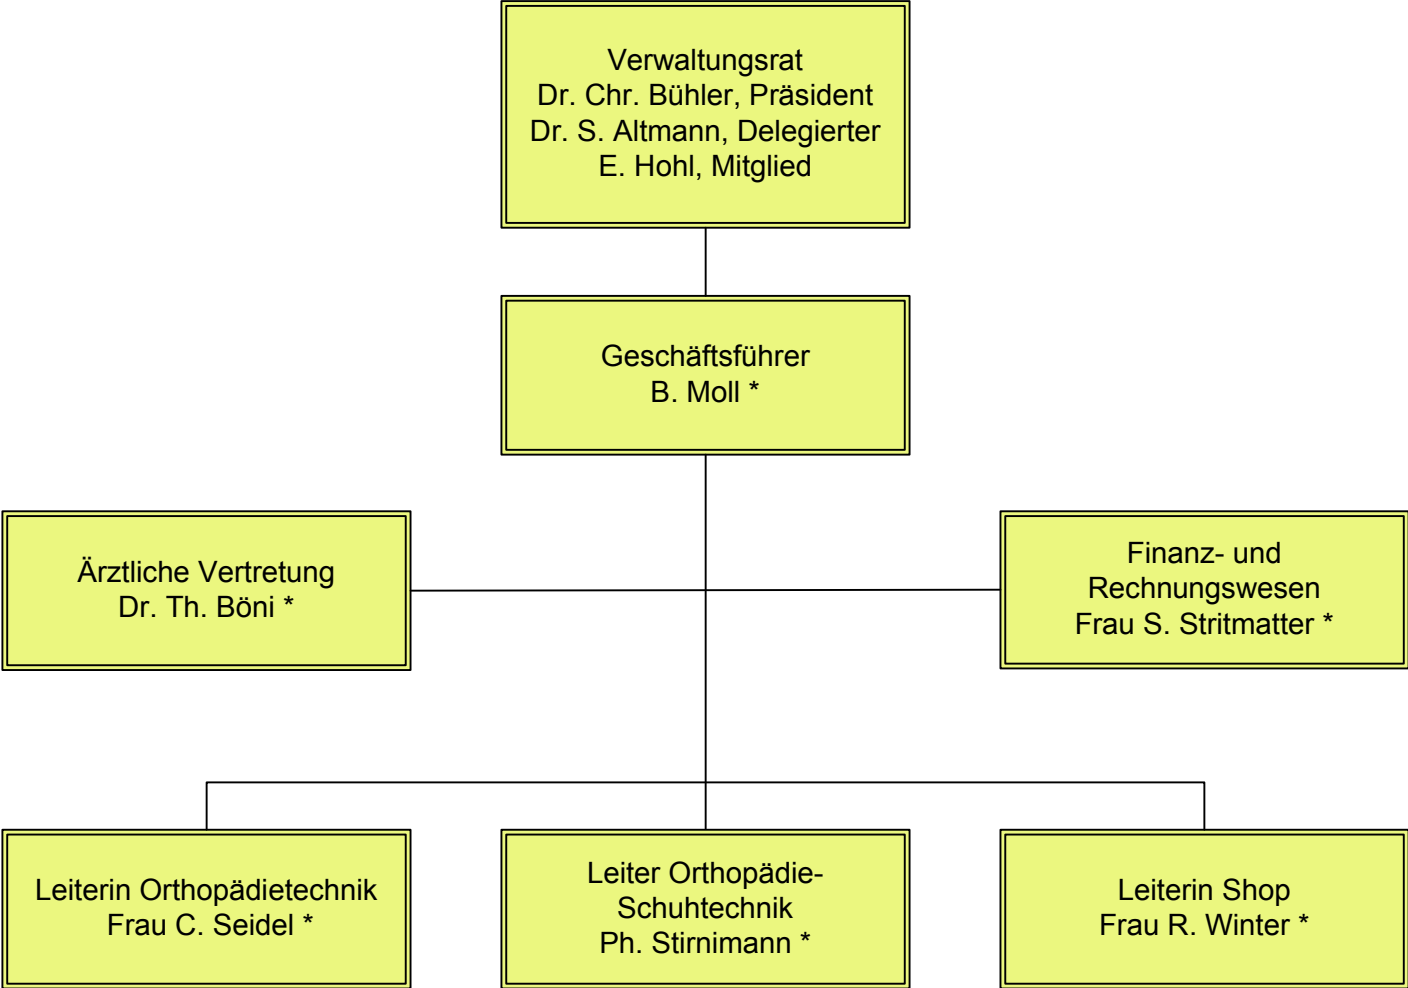 Verwaltungsrat
Dr. Chr. Bühler, Präsident
Dr. S. Altmann, Delegierter
E. Hohl, Mitglied
Geschäftsführer
B. Moll *
Ärztliche Vertretung
Dr. Th. Böni *
Finanz- und
Rechnungswesen
Frau S. Stritmatter *
Leiterin Orthopädietechnik
Frau C. Seidel *
Leiter Orthopädie-
Schuhtechnik
Ph. Stirnimann *
Leiterin Shop
Frau R. Winter *